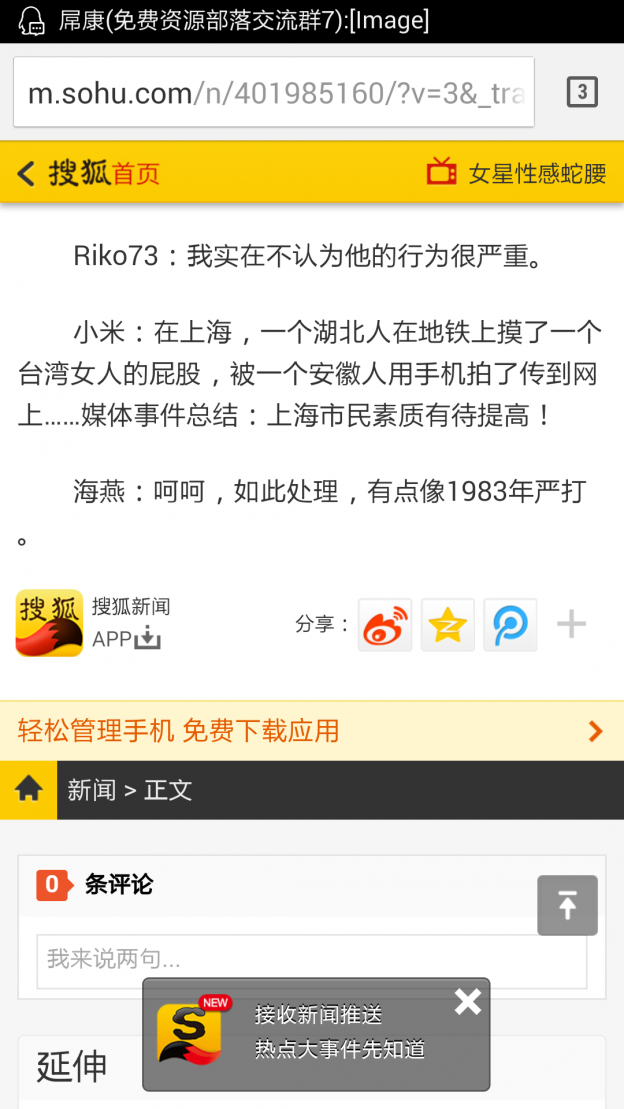 屌康(免费资源部落交流群7):[Image]
m.sohu.com/n/401985160/?v=3&_tra
3
搜狐首页
女星性感蛇腰
Riko73：我实在不认为他的行为很严重。
小米：在上海，一个湖北人在地铁上摸了一个
台湾女人的屁股，被一个安徽人用手机拍了传到网
上……媒体事件总结：上海市民素质有待提高！
海燕：呵呵，如此处理，有点像1983年严打
。
搜狐
搜狐新闻
APP
分享：
轻松管理手机 免费下载应用
新闻 > 正文
0 条评论
我来说两句...
S
NEW
接收新闻推送
热点大事件先知道
延伸